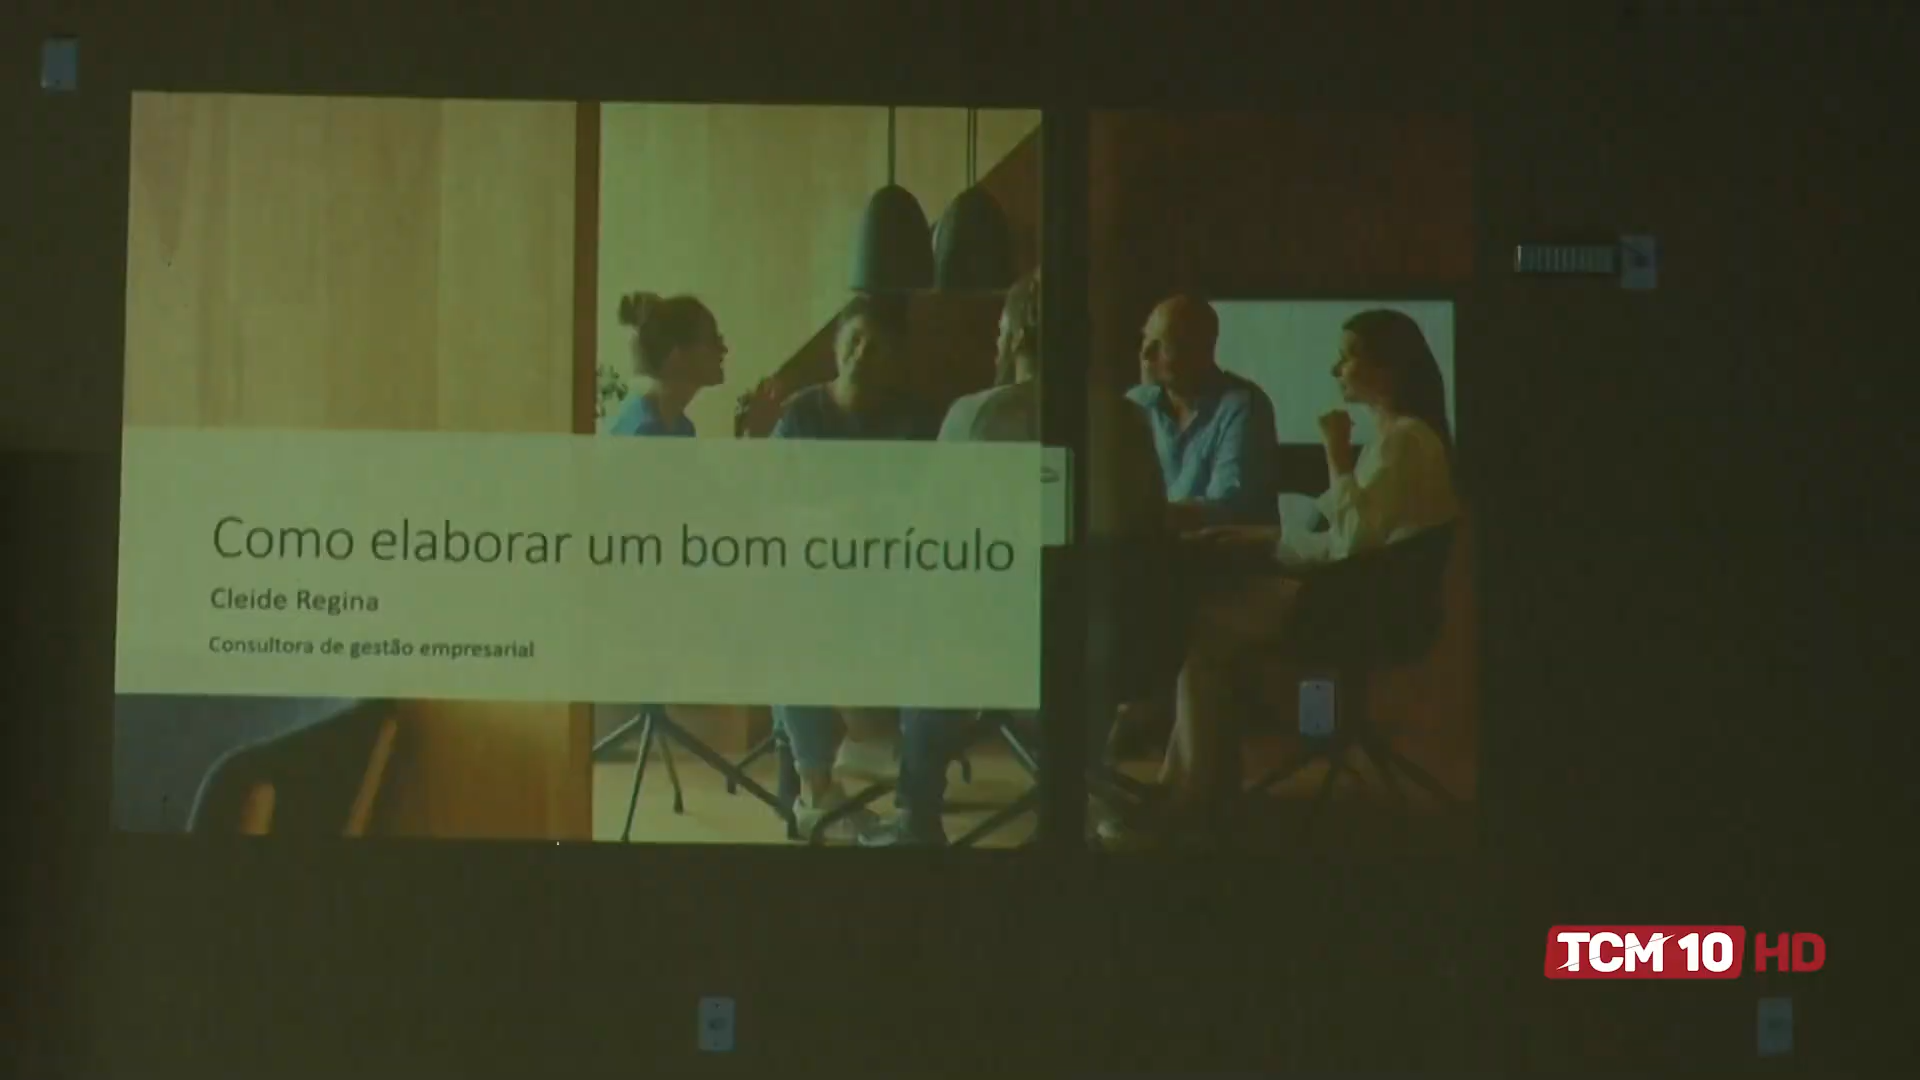 Como elaborar um bom currículo
Cleide Regina
Consultora de gestão empresarial
TCM 10 HD